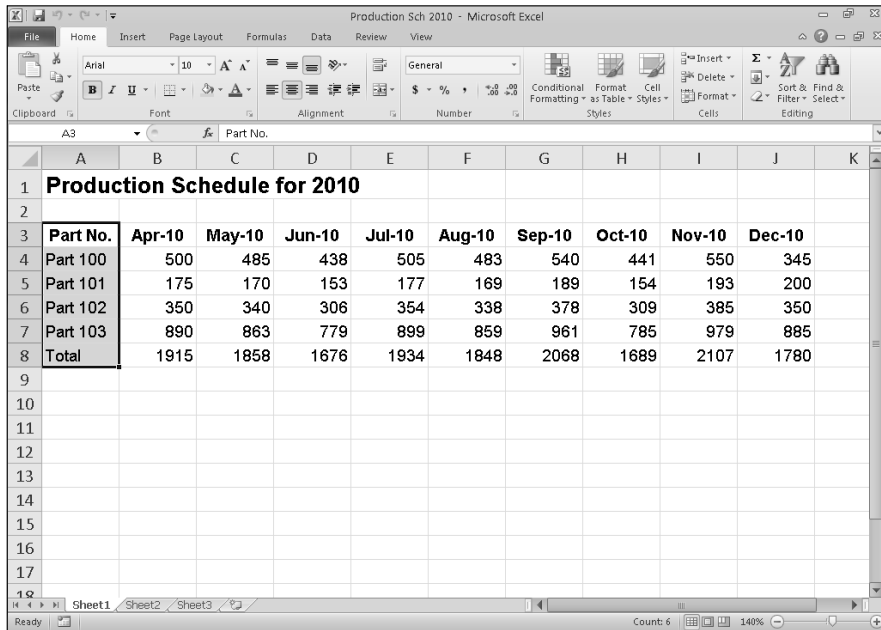 Production Sch 2010 - Microsoft Excel
File Home Insert Page Layout Formulas Data Review View
Paste
Clipboard
Arial 10
A A
B I U A
Font
Alignment
General
$ % , .0 .00 .00 .0
Number
Conditional Formatting Format as Table Cell Styles
Styles
Insert
Delete
Format
Cells
Σ
Sort & Filter Find & Select
Editing
A3 fx Part No.
A B C D E F G H I J K
1 Production Schedule for 2010
2
3 Part No. Apr-10 May-10 Jun-10 Jul-10 Aug-10 Sep-10 Oct-10 Nov-10 Dec-10
4 Part 100 500 485 438 505 483 540 441 550 345
5 Part 101 175 170 153 177 169 189 154 193 200
6 Part 102 350 340 306 354 338 378 309 385 350
7 Part 103 890 863 779 899 859 961 785 979 885
8 Total 1915 1858 1676 1934 1848 2068 1689 2107 1780
9
10
11
12
13
14
15
16
17
18
Sheet1 Sheet2 Sheet3
Ready Count: 6 140%